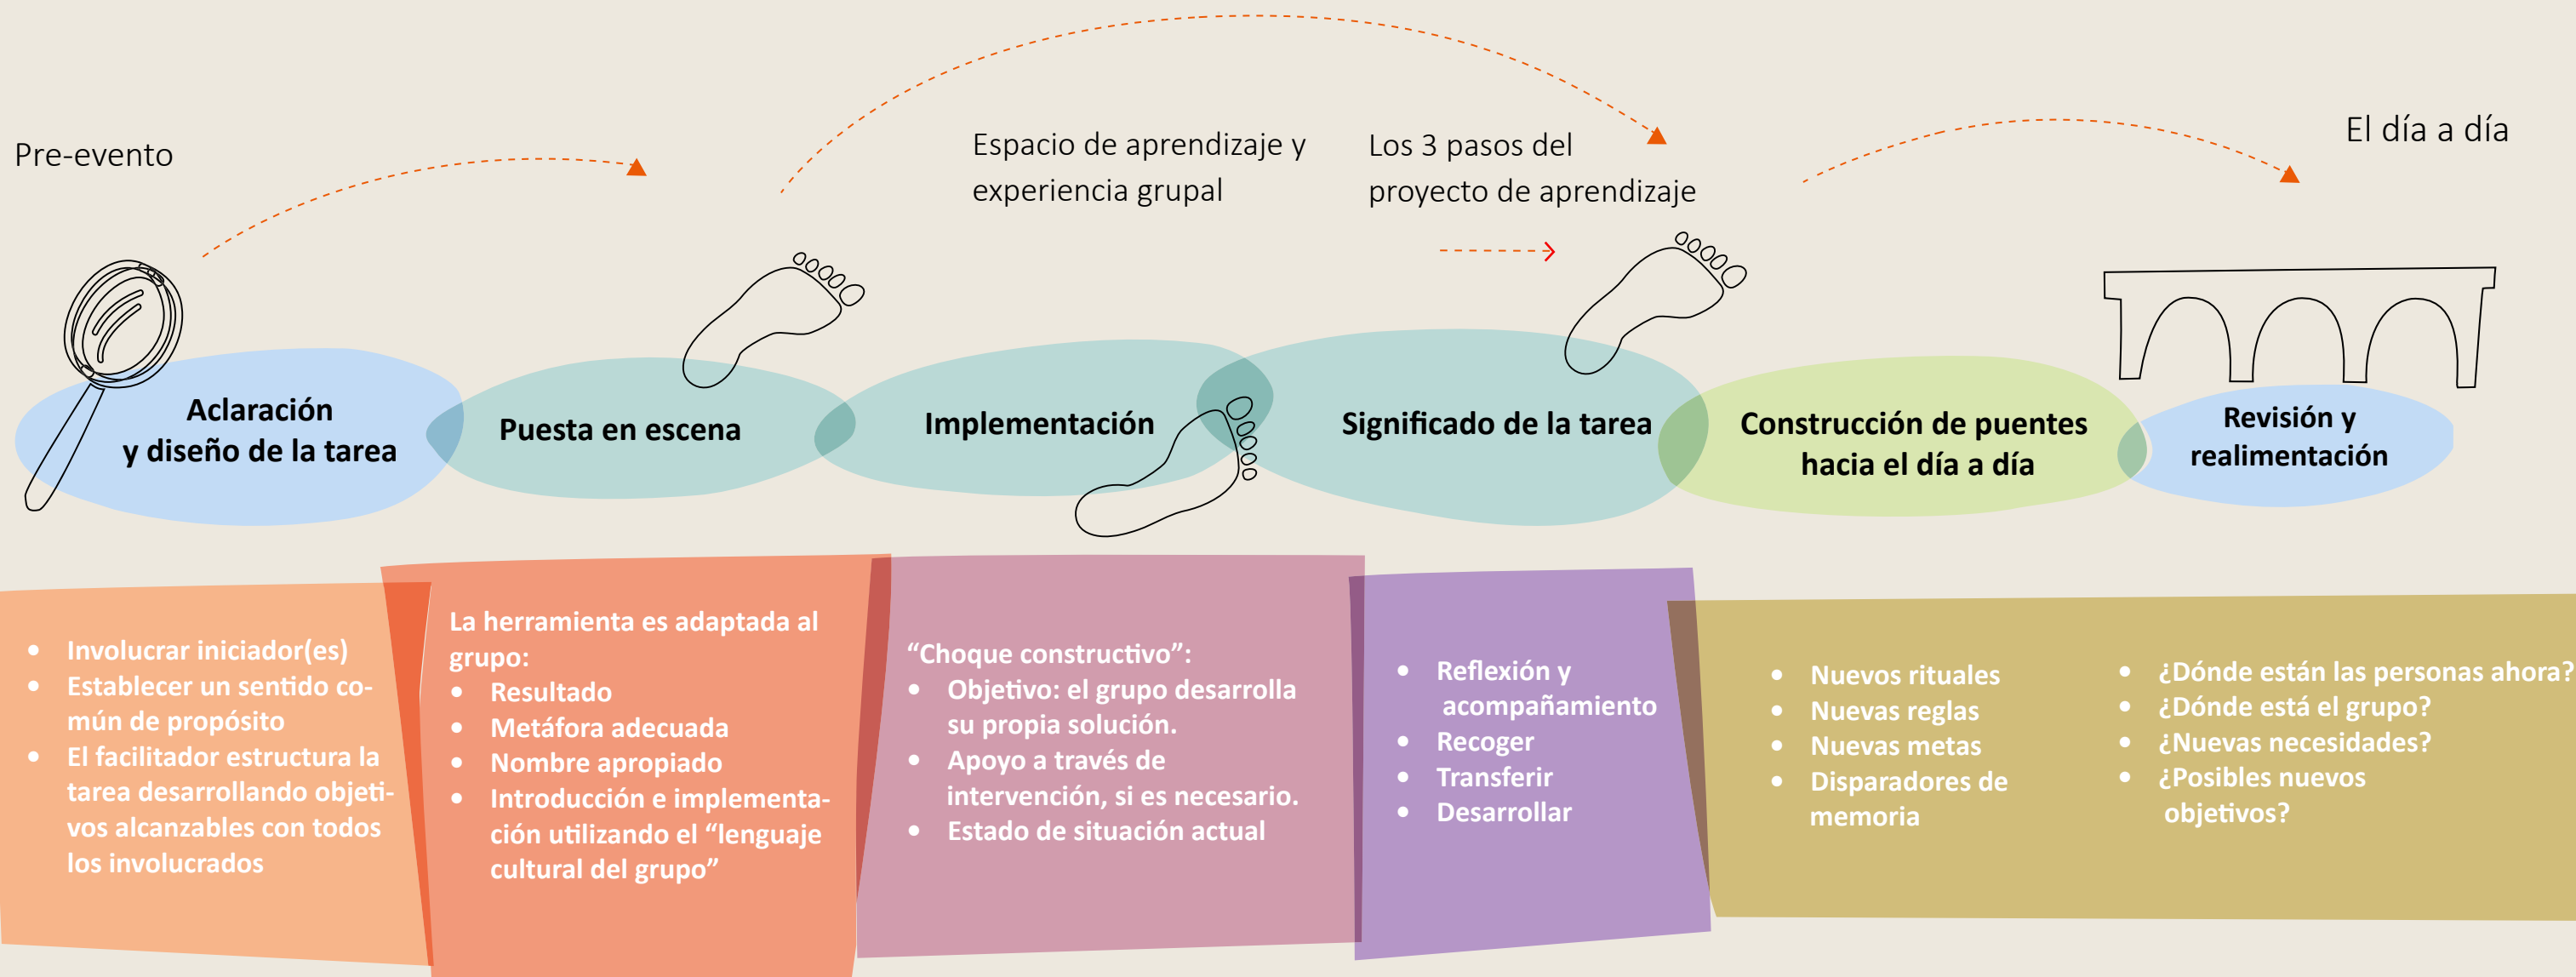 Pre-evento
Espacio de aprendizaje y
experiencia grupal
Los 3 pasos del
proyecto de aprendizaje
El día a día
Aclaración
y diseño de la tarea
Puesta en escena
Implementación
Significado de la tarea
Construcción de puentes
hacia el día a día
Revisión y
realimentación
• Involucrar iniciador(es)
• Establecer un sentido co-
mún de propósito
• El facilitador estructura la
tarea desarrollando objeti-
vos alcanzables con todos
los involucrados
La herramienta es adaptada al
grupo:
• Resultado
• Metáfora adecuada
• Nombre apropiado
• Introducción e implementa-
ción utilizando el “lenguaje
cultural del grupo”
“Choque constructivo”:
• Objetivo: el grupo desarrolla
su propia solución.
• Apoyo a través de
intervención, si es necesario.
• Estado de situación actual
• Reflexión y
acompañamiento
• Recoger
• Transferir
• Desarrollar
• Nuevos rituales
• Nuevas reglas
• Nuevas metas
• Disparadores de
memoria
• ¿Dónde están las personas ahora?
• ¿Dónde está el grupo?
• ¿Nuevas necesidades?
• ¿Posibles nuevos
objetivos?